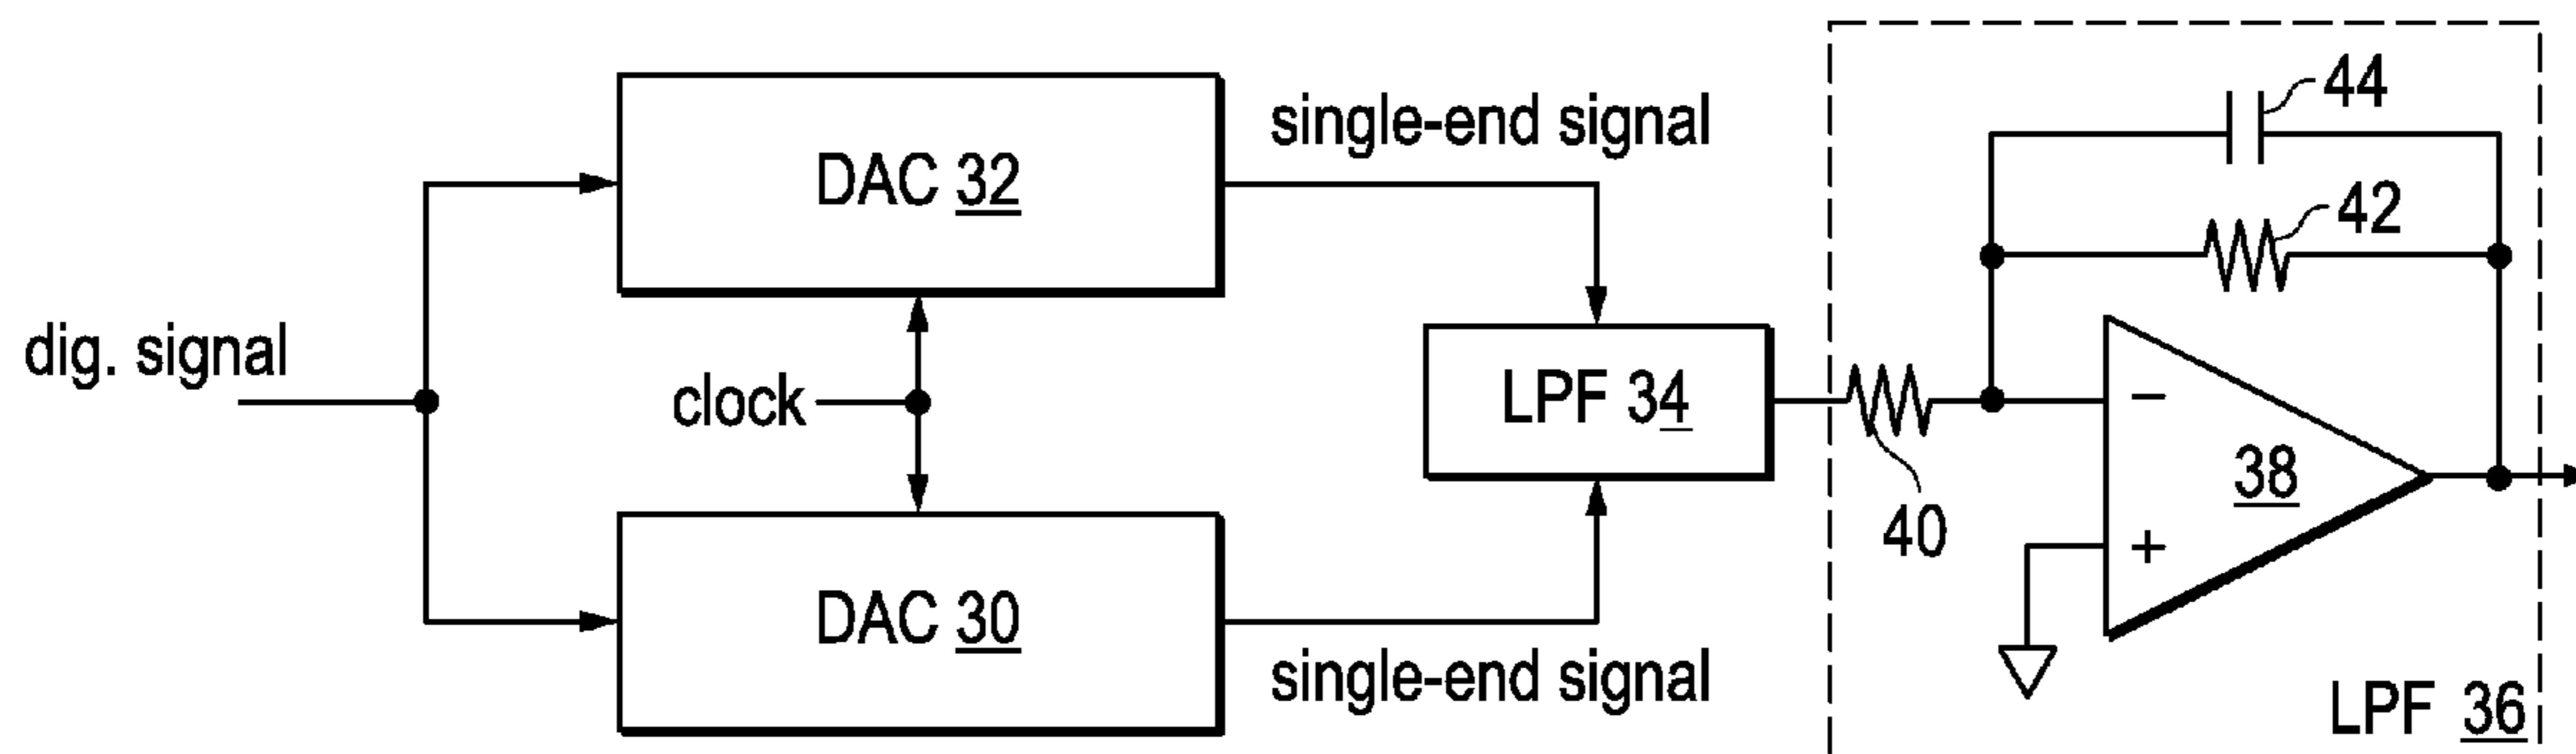 44
single-end signal
DAC 32
42
dig. signal
clock
LPF 34
−
38
40
+
DAC 30
single-end signal
LPF 36